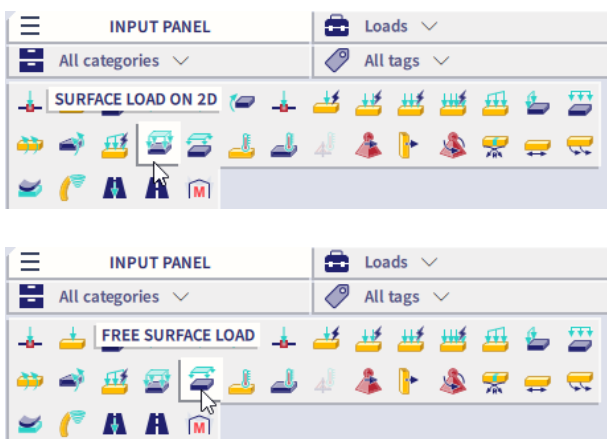 INPUT PANEL
Loads
All categories
All tags
SURFACE LOAD ON 2D
M
INPUT PANEL
Loads
All categories
All tags
FREE SURFACE LOAD
M